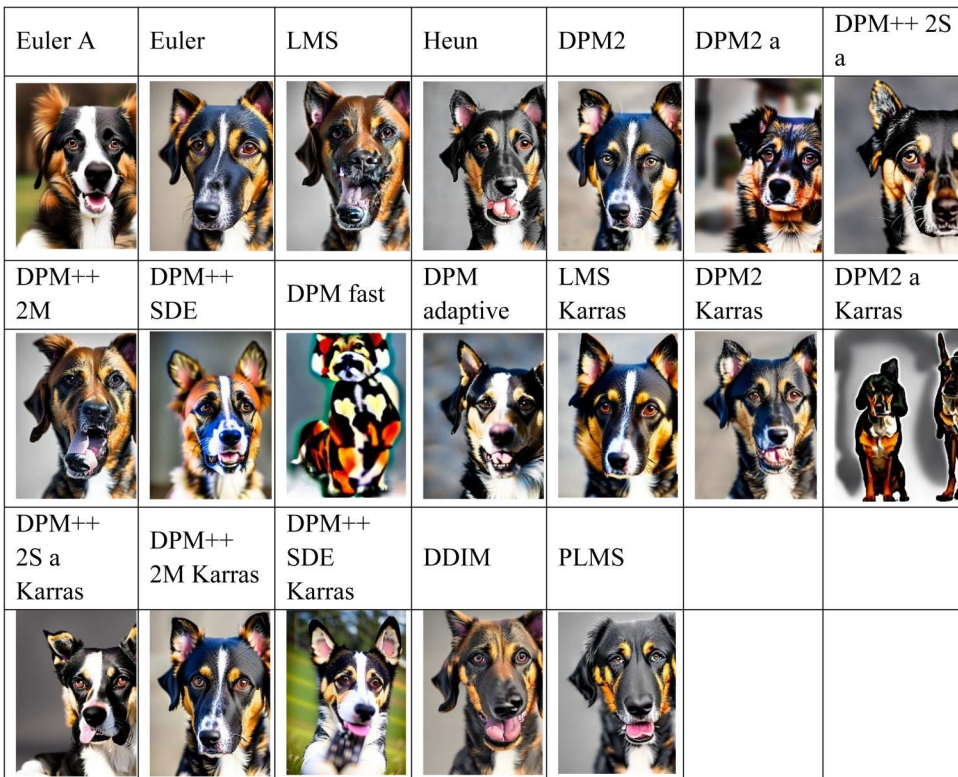 Euler A
Euler
LMS
Heun
DPM2
DPM2 a
DPM++ 2S
a
DPM++
2M
DPM++
SDE
DPM fast
DPM
adaptive
LMS
Karras
DPM2
Karras
DPM2 a
Karras
DPM++
2S a
Karras
DPM++
2M Karras
DPM++
SDE
Karras
DDIM
PLMS